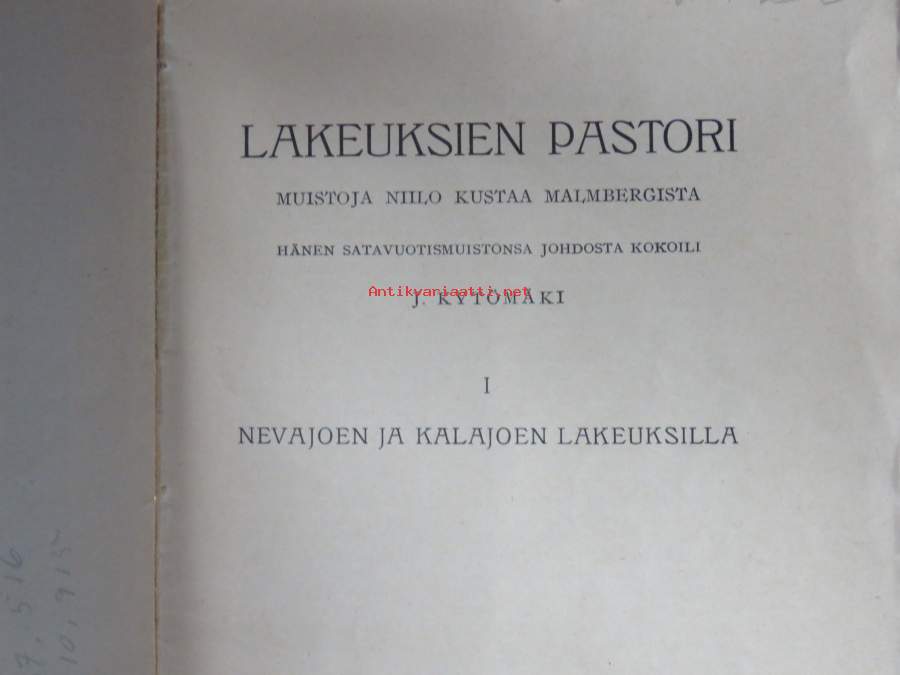 LAKEUKSIEN PASTORI
MUISTOJA NIILO KUSTAA MALMBERGISTA
HÄNEN SATAVUOTISMUISTONSA JOHDOSTA KOKOILI
Antikvariaatti.net
J. KYTÖMÄKI
I
NEVAJOEN JA KALAJOEN LAKEUKSILLA